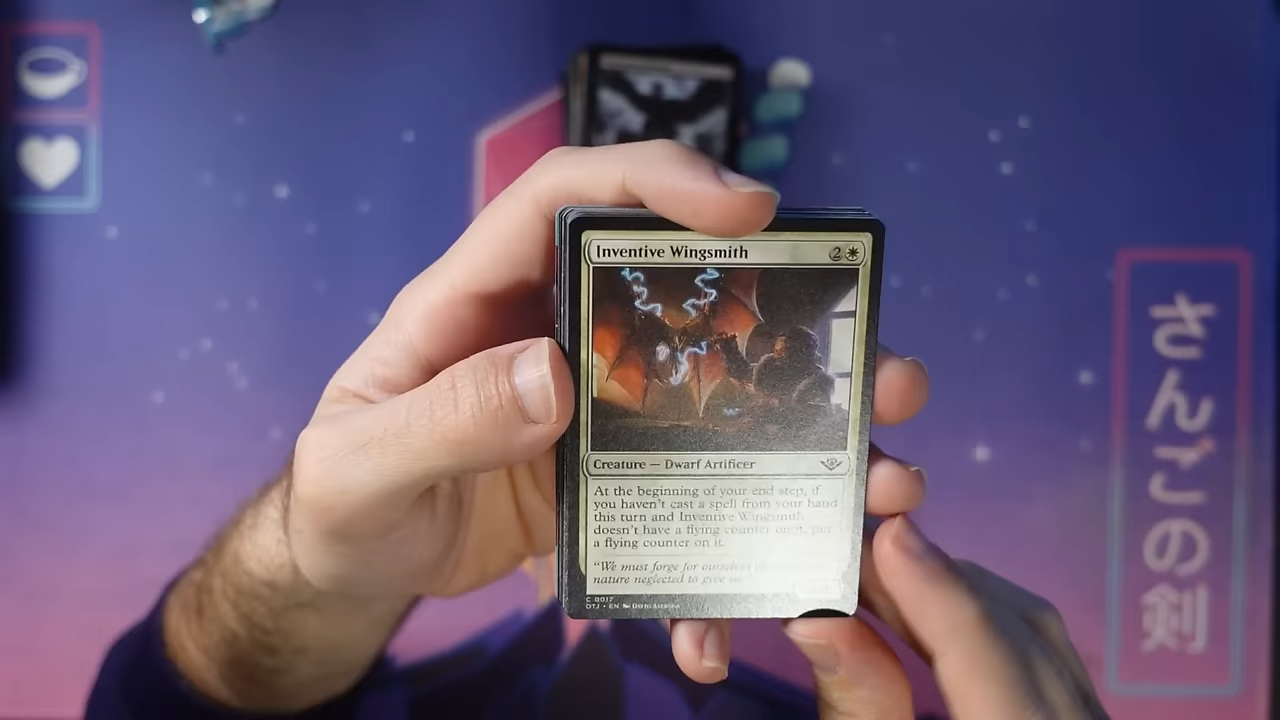 Inventive Wingsmith
2
Creature — Dwarf Artificer
At the beginning of your end step, if
you haven't cast a spell from your hand
this turn and Inventive Wingsmith
doesn't have a flying counter on it, put
a flying counter on it.
"We must forge for ourselves
nature neglected to give us
C 0017
OTJ • EN
さんごの剣